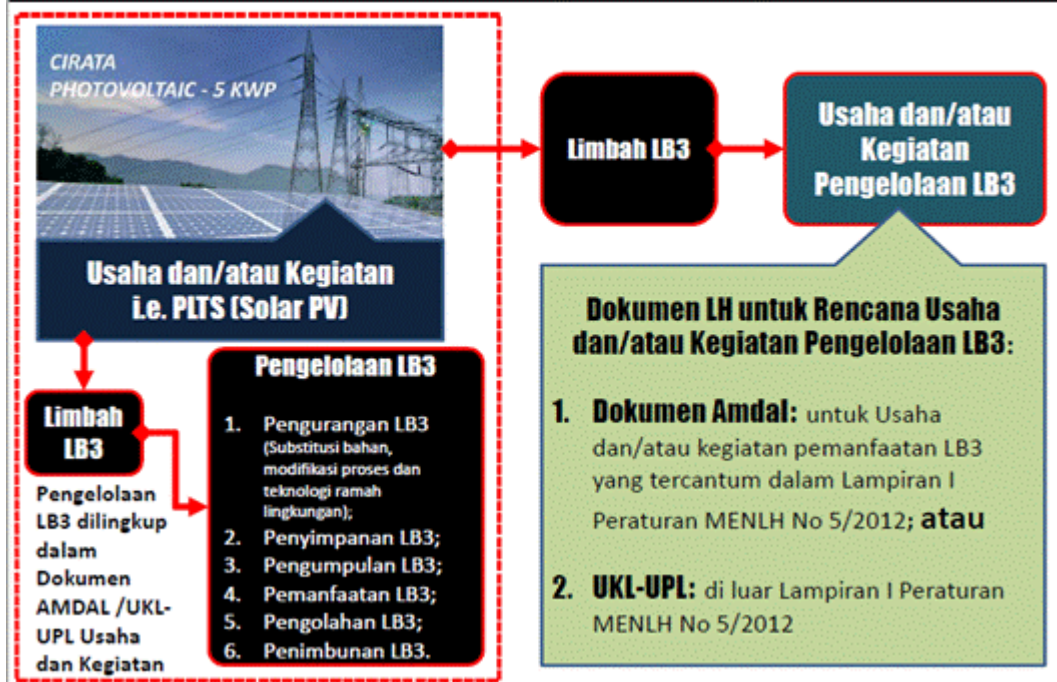 CIRATA
PHOTOVOLTAIC - 5 KWP
Usaha dan/atau Kegiatan
i.e. PLTS (Solar PV)
Limbah
LB3
Pengelolaan
LB3 dilingkup
dalam
Dokumen
AMDAL /UKL-
UPL Usaha
dan Kegiatan
Pengelolaan LB3
1. Pengurangan LB3
(Substitusi bahan,
modifikasi proses dan
teknologi ramah
lingkungan);
2. Penyimpanan LB3;
3. Pengumpulan LB3;
4. Pemanfaatan LB3;
5. Pengolahan LB3;
6. Penimbunan LB3.
Limbah LB3
Usaha dan/atau
Kegiatan
Pengelolaan LB3
Dokumen LH untuk Rencana Usaha
dan/atau Kegiatan Pengelolaan LB3:
1. Dokumen Amdal: untuk Usaha
dan/atau kegiatan pemanfaatan LB3
yang tercantum dalam Lampiran I
Peraturan MENLH No 5/2012; atau
2. UKL-UPL: di luar Lampiran I Peraturan
MENLH No 5/2012